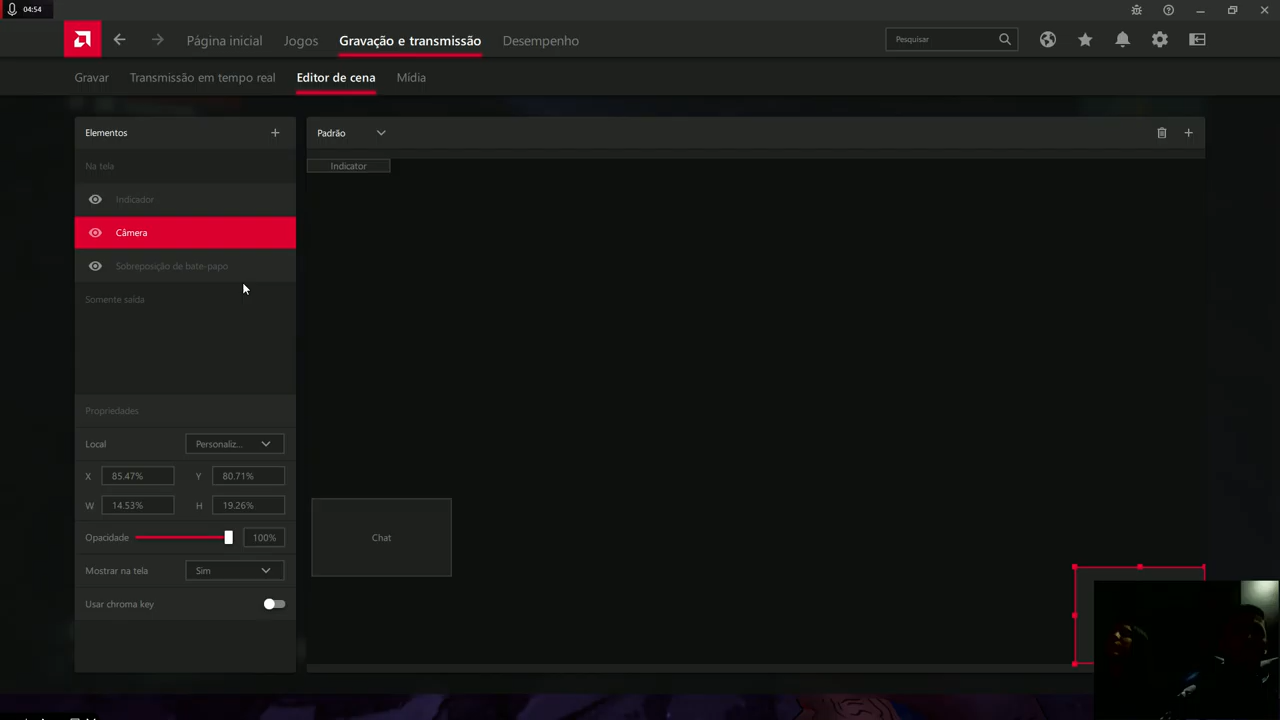 04:54
Página inicial
Jogos
Gravação e transmissão
Desempenho
Pesquisar
Gravar
Transmissão em tempo real
Editor de cena
Mídia
Elementos
Padrão
Na tela
Indicator
Indicador
Câmera
Sobreposição de bate-papo
Somente saída
Propriedades
Local
Personaliz...
X 85.47% Y 80.71%
W 14.53% H 19.26%
Chat
Opacidade 100%
Mostrar na tela
Sim
Usar chroma key